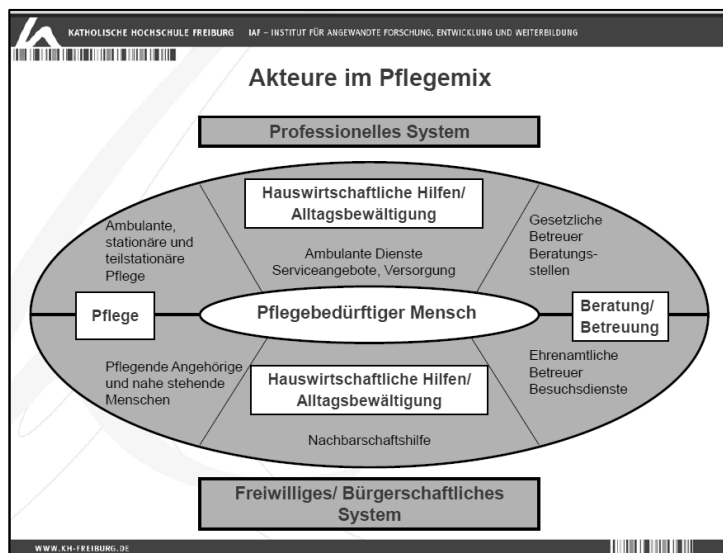 KATHOLISCHE HOCHSCHULE FREIBURG IAF – INSTITUT FÜR ANGEWANDTE FORSCHUNG, ENTWICKLUNG UND WEITERBILDUNG
Akteure im Pflegemix
Professionelles System
Hauswirtschaftliche Hilfen/
Alltagsbewältigung
Ambulante,
stationäre und
teilstationäre
Pflege
Ambulante Dienste
Serviceangebote, Versorgung
Gesetzliche
Betreuer
Beratungs-
stellen
Pflege
Pflegebedürftiger Mensch
Beratung/
Betreuung
Pflegende Angehörige
und nahe stehende
Menschen
Hauswirtschaftliche Hilfen/
Alltagsbewältigung
Ehrenamtliche
Betreuer
Besuchsdienste
Nachbarschaftshilfe
Freiwilliges/ Bürgerschaftliches
System
WWW.KH-FREIBURG.DE